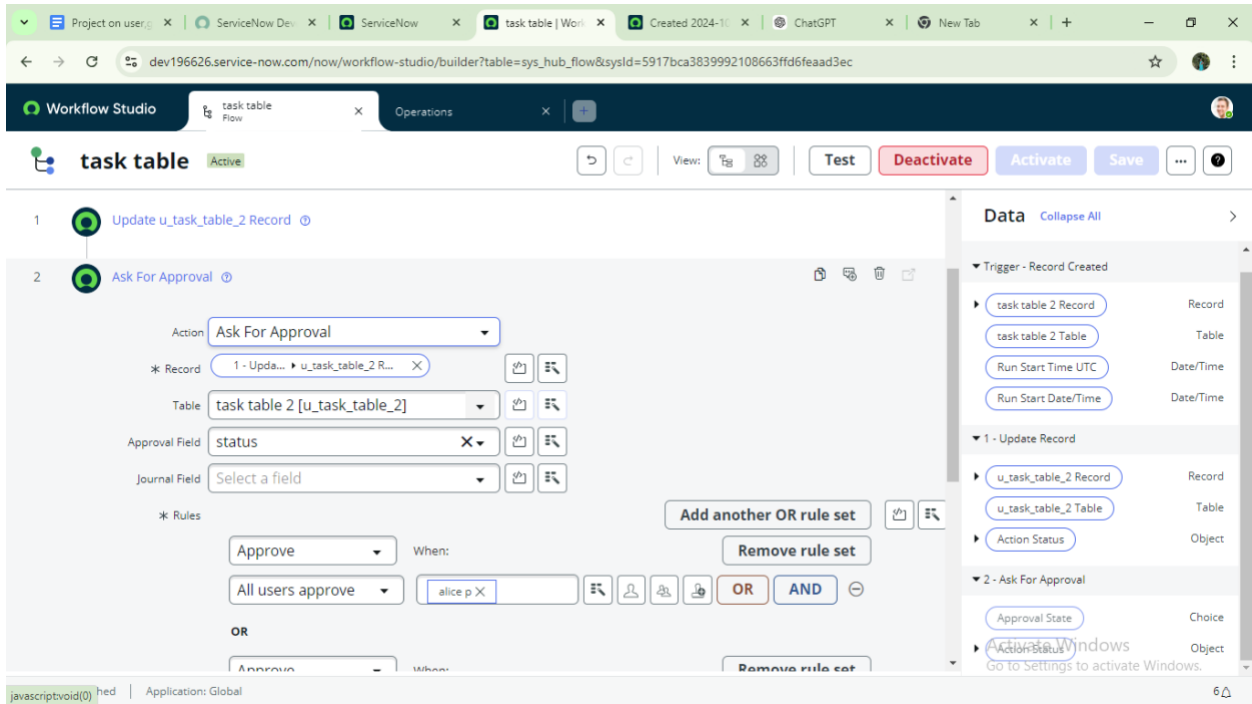 Project on user,g
ServiceNow Dev
ServiceNow
task table | Work
Created 2024-10
ChatGPT
New Tab
dev196626.service-now.com/now/workflow-studio/builder?table=sys_hub_flow&sysId=5917bca3839992108663ffd6feaad3ec
Workflow Studio
task table
Flow
Operations
task table
Active
View:
Test
Deactivate
Activate
Save
1
Update u_task_table_2 Record
2
Ask For Approval
Action
Ask For Approval
* Record
1 - Upda... ▸ u_task_table_2 R...
Table
task table 2 [u_task_table_2]
Approval Field
status
Journal Field
Select a field
* Rules
Add another OR rule set
Approve
When:
Remove rule set
All users approve
alice p
OR
AND
OR
Approve
When:
Remove rule set
Data
Collapse All
Trigger - Record Created
task table 2 Record
Record
task table 2 Table
Table
Run Start Time UTC
Date/Time
Run Start Date/Time
Date/Time
1 - Update Record
u_task_table_2 Record
Record
u_task_table_2 Table
Table
Action Status
Object
2 - Ask For Approval
Approval State
Choice
Action Status
Object
Activate Windows
Go to Settings to activate Windows.
javascript:void(0)
hed
Application: Global
6